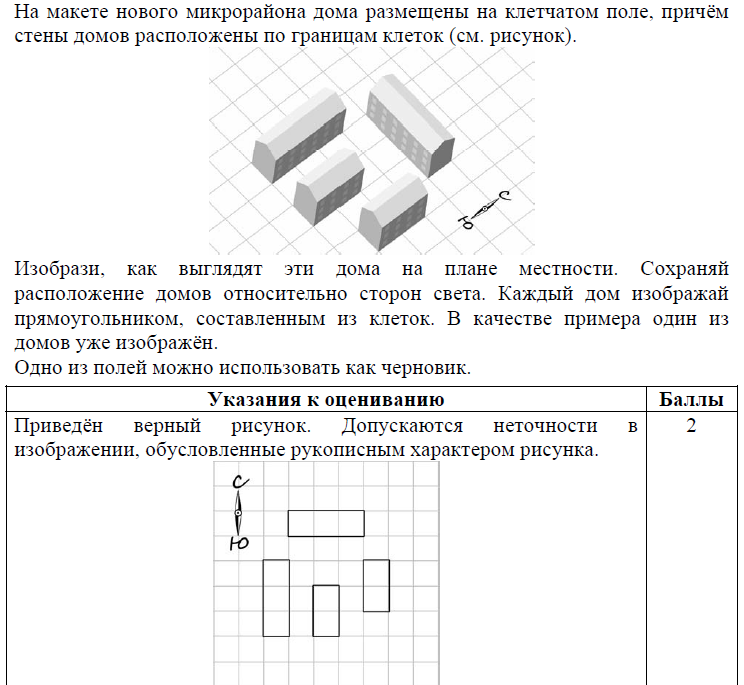 На макете нового микрорайона дома размещены на клетчатом поле, причём
стены домов расположены по границам клеток (см. рисунок).
С
Ю
Изобрази, как выглядят эти дома на плане местности. Сохраняй
расположение домов относительно сторон света. Каждый дом изображай
прямоугольником, составленным из клеток. В качестве примера один из
домов уже изображён.
Одно из полей можно использовать как черновик.
Указания к оцениванию Баллы
Приведён верный рисунок. Допускаются неточности в 2
изображении, обусловленные рукописным характером рисунка.
С
Ю